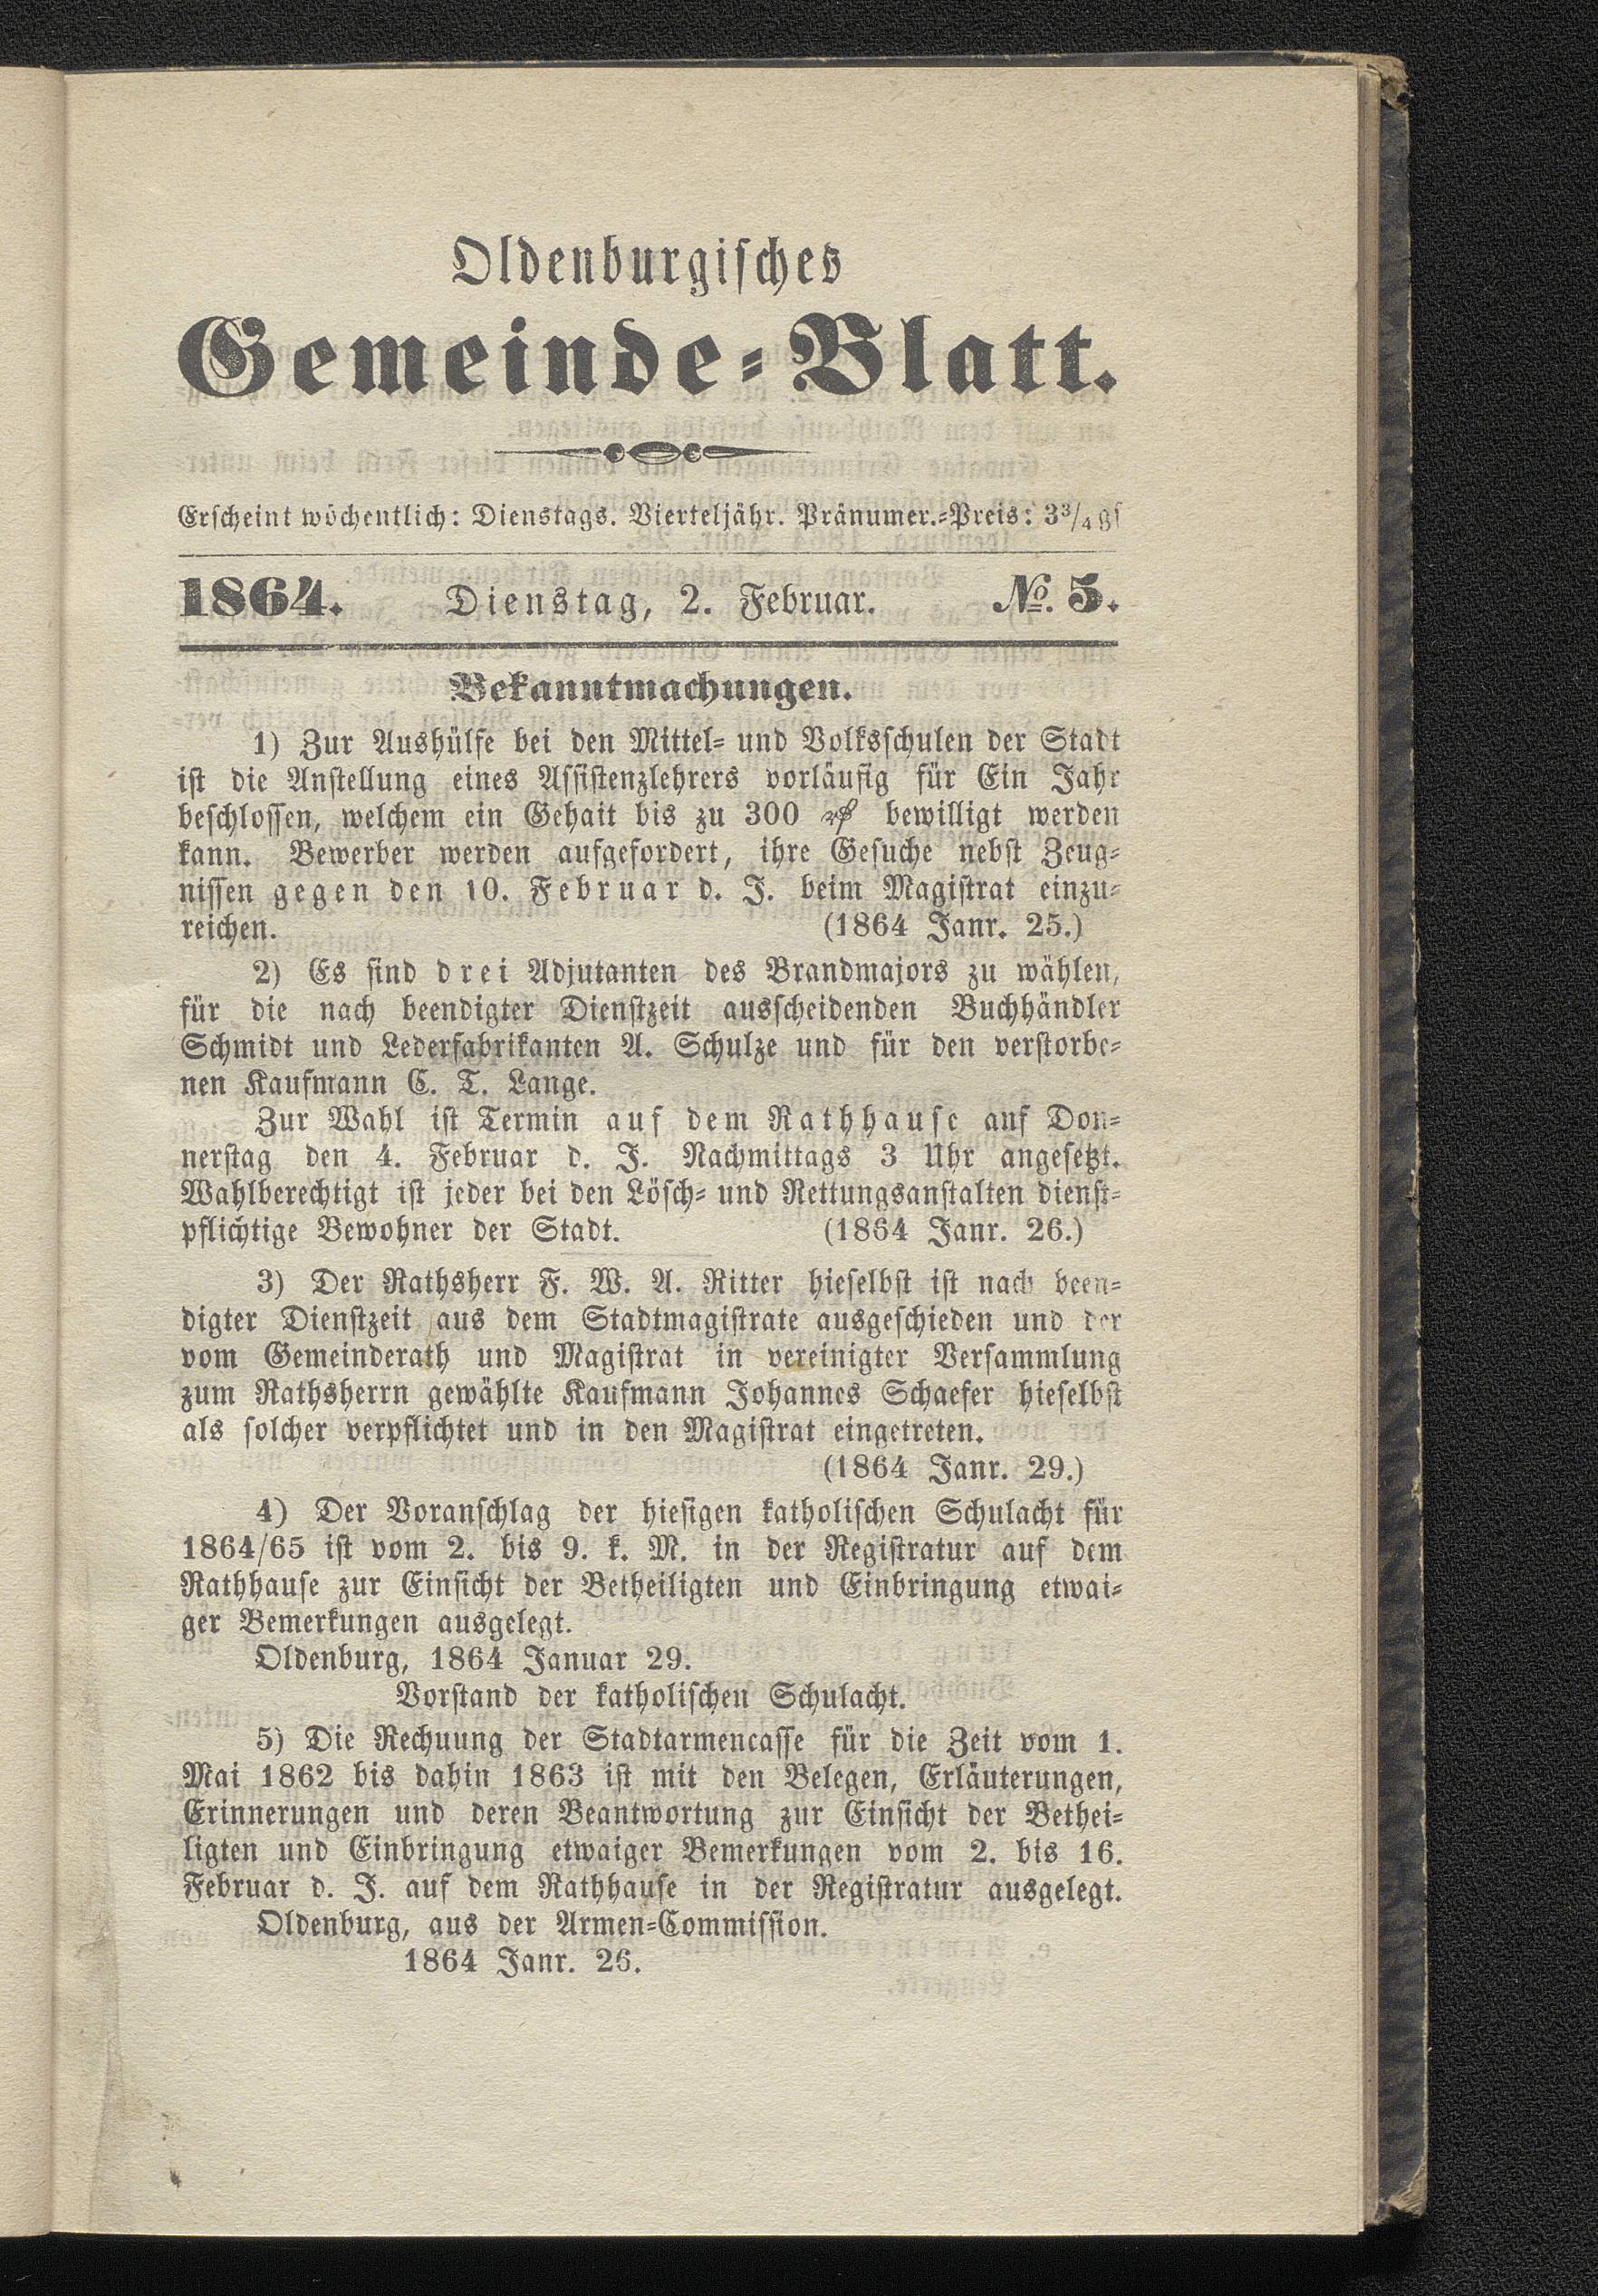 Oldenburgisches
Gemeinde-Blatt.
Erscheint wöchentlich: Dienstags. Vierteljähr. Pränumer.-Preis: 3 3/4 gs
1864. Dienstag, 2. Februar. No. 5.
Bekanntmachungen.
1) Zur Aushülfe bei den Mittel- und Volksschulen der Stadt
ist die Anstellung eines Assistenzlehrers vorläufig für Ein Jahr
beschlossen, welchem ein Gehait bis zu 300 ₰ bewilligt werden
kann. Bewerber werden aufgefordert, ihre Gesuche nebst Zeug-
nissen gegen den 10. Februar d. J. beim Magistrat einzu-
reichen. (1864 Janr. 25.)
2) Es sind drei Adjutanten des Brandmajors zu wählen,
für die nach beendigter Dienstzeit ausscheidenden Buchhändler
Schmidt und Lederfabrikanten A. Schulze und für den verstorbe-
nen Kaufmann C. T. Lange.
Zur Wahl ist Termin auf dem Rathhause auf Don-
nerstag den 4. Februar d. J. Nachmittags 3 Uhr angesetzt.
Wahlberechtigt ist jeder bei den Lösch- und Rettungsanstalten dienst-
pflichtige Bewohner der Stadt. (1864 Janr. 26.)
3) Der Rathsherr F. W. A. Ritter hieselbst ist nach been-
digter Dienstzeit aus dem Stadtmagistrate ausgeschieden und der
vom Gemeinderath und Magistrat in vereinigter Versammlung
zum Rathsherrn gewählte Kaufmann Johannes Schaefer hieselbst
als solcher verpflichtet und in den Magistrat eingetreten.
(1864 Janr. 29.)
4) Der Voranschlag der hiesigen katholischen Schulacht für
1864/65 ist vom 2. bis 9. k. M. in der Registratur auf dem
Rathhause zur Einsicht der Betheiligten und Einbringung etwai-
ger Bemerkungen ausgelegt.
Oldenburg, 1864 Januar 29.
Vorstand der katholischen Schulacht.
5) Die Rechuung der Stadtarmencasse für die Zeit vom 1.
Mai 1862 bis dahin 1863 ist mit den Belegen, Erläuterungen,
Erinnerungen und deren Beantwortung zur Einsicht der Bethei-
ligten und Einbringung etwaiger Bemerkungen vom 2. bis 16.
Februar d. J. auf dem Rathhause in der Registratur ausgelegt.
Oldenburg, aus der Armen-Commission.
1864 Janr. 26.